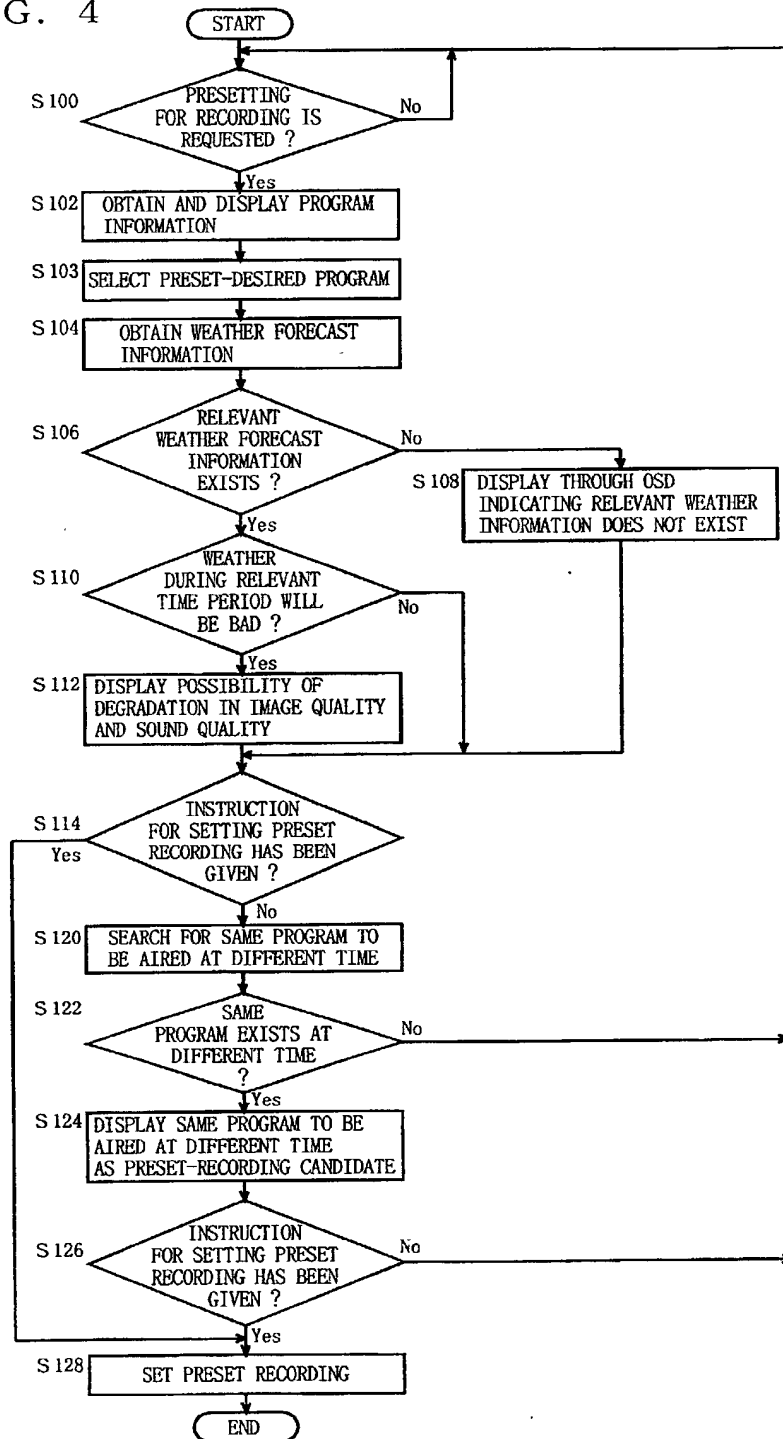 G. 4
START
S100
PRESETTING
FOR RECORDING IS
REQUESTED ?
No
Yes
S102
OBTAIN AND DISPLAY PROGRAM
INFORMATION
S103
SELECT PRESET-DESIRED PROGRAM
S104
OBTAIN WEATHER FORECAST
INFORMATION
S106
RELEVANT
WEATHER FORECAST
INFORMATION
EXISTS ?
No
S108
DISPLAY THROUGH OSD
INDICATING RELEVANT WEATHER
INFORMATION DOES NOT EXIST
Yes
S110
WEATHER
DURING RELEVANT
TIME PERIOD WILL
BE BAD ?
No
Yes
S112
DISPLAY POSSIBILITY OF
DEGRADATION IN IMAGE QUALITY
AND SOUND QUALITY
S114
Yes
INSTRUCTION
FOR SETTING PRESET
RECORDING HAS BEEN
GIVEN ?
No
S120
SEARCH FOR SAME PROGRAM TO
BE AIRED AT DIFFERENT TIME
S122
SAME
PROGRAM EXISTS AT
DIFFERENT TIME
?
No
Yes
S124
DISPLAY SAME PROGRAM TO BE
AIRED AT DIFFERENT TIME
AS PRESET-RECORDING CANDIDATE
S126
INSTRUCTION
FOR SETTING PRESET
RECORDING HAS BEEN
GIVEN ?
No
Yes
S128
SET PRESET RECORDING
END